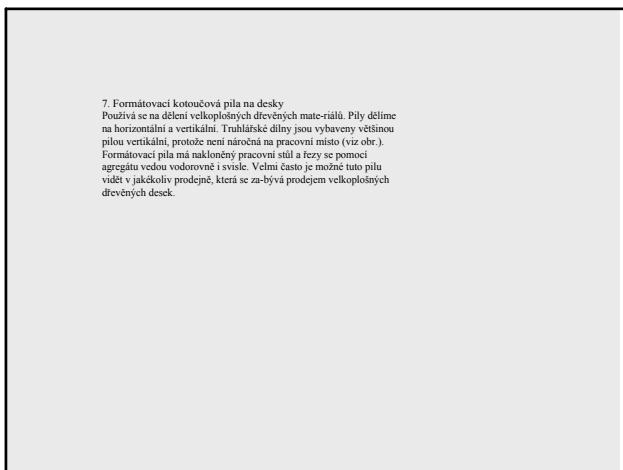 7. Formátovací kotoučová pila na desky
Používá se na dělení velkoplošných dřevěných mate-riálů. Pily dělíme
na horizontální a vertikální. Truhlářské dílny jsou vybaveny většinou
pilou vertikální, protože není náročná na pracovní místo (viz obr.).
Formátovací pila má nakloněný pracovní stůl a řezy se pomocí
agregátu vedou vodorovně i svisle. Velmi často je možné tuto pilu
vidět v jakékoliv prodejně, která se za-bývá prodejem velkoplošných
dřevěných desek.